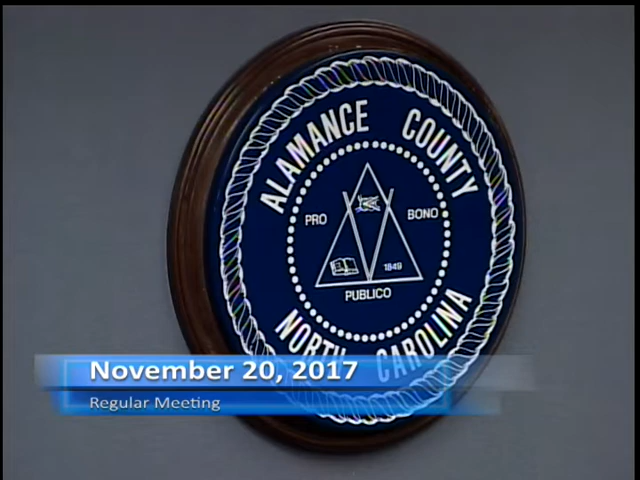 ALAMANCE COUNTY
PRO BONO
1849
PUBLICO
NORTH CAROLINA
November 20, 2017
Regular Meeting